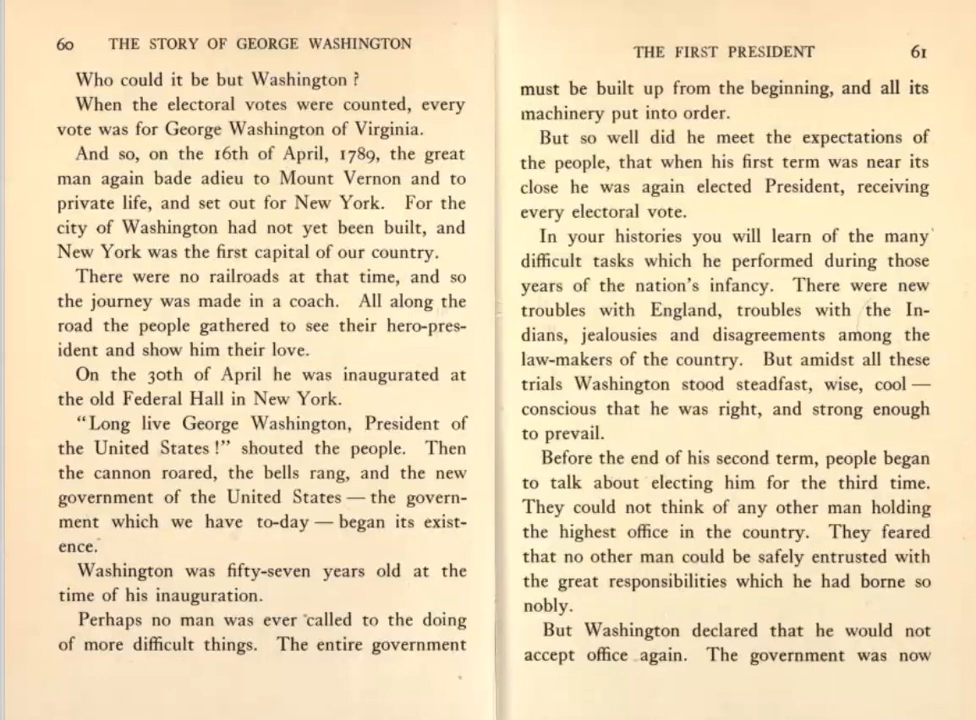 60 THE STORY OF GEORGE WASHINGTON
Who could it be but Washington ?
When the electoral votes were counted, every
vote was for George Washington of Virginia.
And so, on the 16th of April, 1789, the great
man again bade adieu to Mount Vernon and to
private life, and set out for New York. For the
city of Washington had not yet been built, and
New York was the first capital of our country.
There were no railroads at that time, and so
the journey was made in a coach. All along the
road the people gathered to see their hero-pres-
ident and show him their love.
On the 30th of April he was inaugurated at
the old Federal Hall in New York.
"Long live George Washington, President of
the United States !" shouted the people. Then
the cannon roared, the bells rang, and the new
government of the United States — the govern-
ment which we have to-day — began its exist-
ence.
Washington was fifty-seven years old at the
time of his inauguration.
Perhaps no man was ever called to the doing
of more difficult things. The entire government
THE FIRST PRESIDENT 61
must be built up from the beginning, and all its
machinery put into order.
But so well did he meet the expectations of
the people, that when his first term was near its
close he was again elected President, receiving
every electoral vote.
In your histories you will learn of the many
difficult tasks which he performed during those
years of the nation's infancy. There were new
troubles with England, troubles with the In-
dians, jealousies and disagreements among the
law-makers of the country. But amidst all these
trials Washington stood steadfast, wise, cool —
conscious that he was right, and strong enough
to prevail.
Before the end of his second term, people began
to talk about electing him for the third time.
They could not think of any other man holding
the highest office in the country. They feared
that no other man could be safely entrusted with
the great responsibilities which he had borne so
nobly.
But Washington declared that he would not
accept office again. The government was now